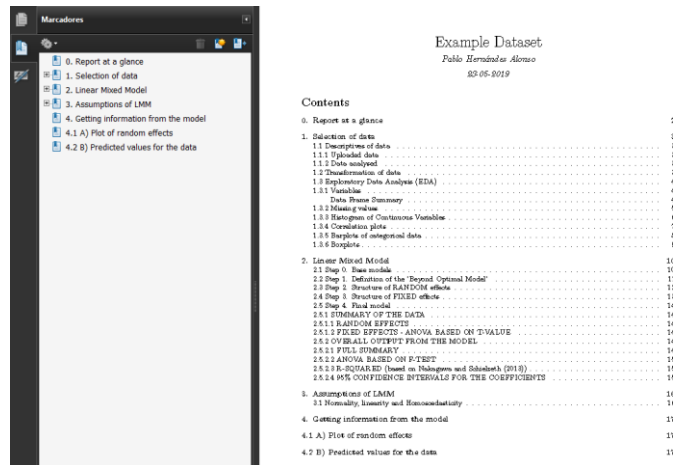 Marcadores
0. Report at a glance
1. Selection of data
2. Linear Mixed Model
3. Assumptions of LMM
4. Getting information from the model
4.1 A) Plot of random effects
4.2 B) Predicted values for the data
Example Dataset
Pablo Hernández Alonso
23-05-2019
Contents
0. Report at a glance
1. Selection of data
1.1 Descriptives of data
1.1.1 Uploaded data
1.1.2 Data analysed
1.2 Transformation of data
1.3 Exploratory Data Analysis (EDA)
1.3.1 Variables
Data Frame Summary
1.3.2 Missing values
1.3.3 Histogram of Continuous Variables
1.3.4 Correlation plots
1.3.5 Barplots of categorical data
1.3.6 Boxplots
2. Linear Mixed Model
2.1 Step 0. Base models
2.2 Step 1. Definition of the "Beyond Optimal Model"
2.3 Step 2. Structure of RANDOM effects
2.4 Step 3. Structure of FIXED effects
2.5 Step 4. Final model
2.5.1 SUMMARY OF THE DATA
2.5.1.1 RANDOM EFFECTS
2.5.1.2 FIXED EFFECTS - ANOVA BASED ON T-VALUE
2.5.2 OVERALL OUTPUT FROM THE MODEL
2.5.2.1 FULL SUMMARY
2.5.2.2 ANOVA BASED ON F-TEST
2.5.2.3 R-SQUARED (based on Nakagawa and Schielzeth (2013))
2.5.2.4 95% CONFIDENCE INTERVALS FOR THE COEFFICIENTS
3. Assumptions of LMM
3.1 Normality, linearity and Homoscedasticity
4. Getting information from the model
4.1 A) Plot of random effects
4.2 B) Predicted values for the data